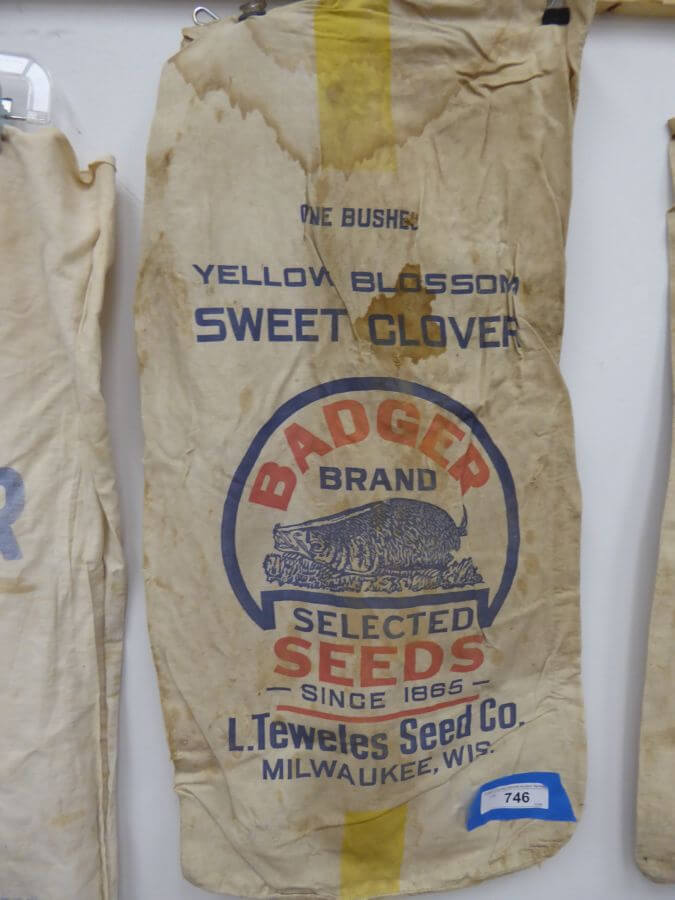 ONE BUSHEL
YELLOW BLOSSOM
SWEET CLOVER
BADGER
BRAND
SELECTED
SEEDS
- SINCE 1865 -
L. Teweles Seed Co.
MILWAUKEE, WIS.
746
R